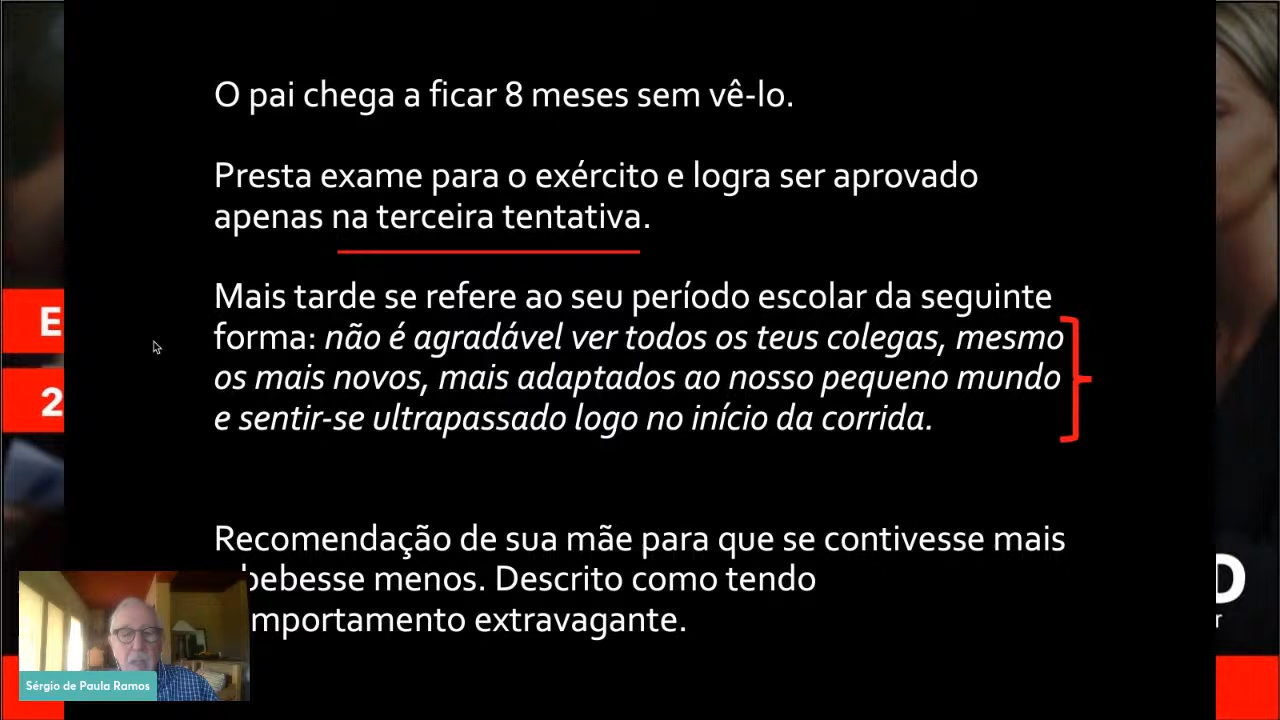 O pai chega a ficar 8 meses sem vê-lo.
Presta exame para o exército e logra ser aprovado
apenas na terceira tentativa.
Mais tarde se refere ao seu período escolar da seguinte
forma: não é agradável ver todos os teus colegas, mesmo
os mais novos, mais adaptados ao nosso pequeno mundo
e sentir-se ultrapassado logo no início da corrida.
Recomendação de sua mãe para que se contivesse mais
bebesse menos. Descrito como tendo
mportamento extravagante.
Sérgio de Paula Ramos
E
2
D
r